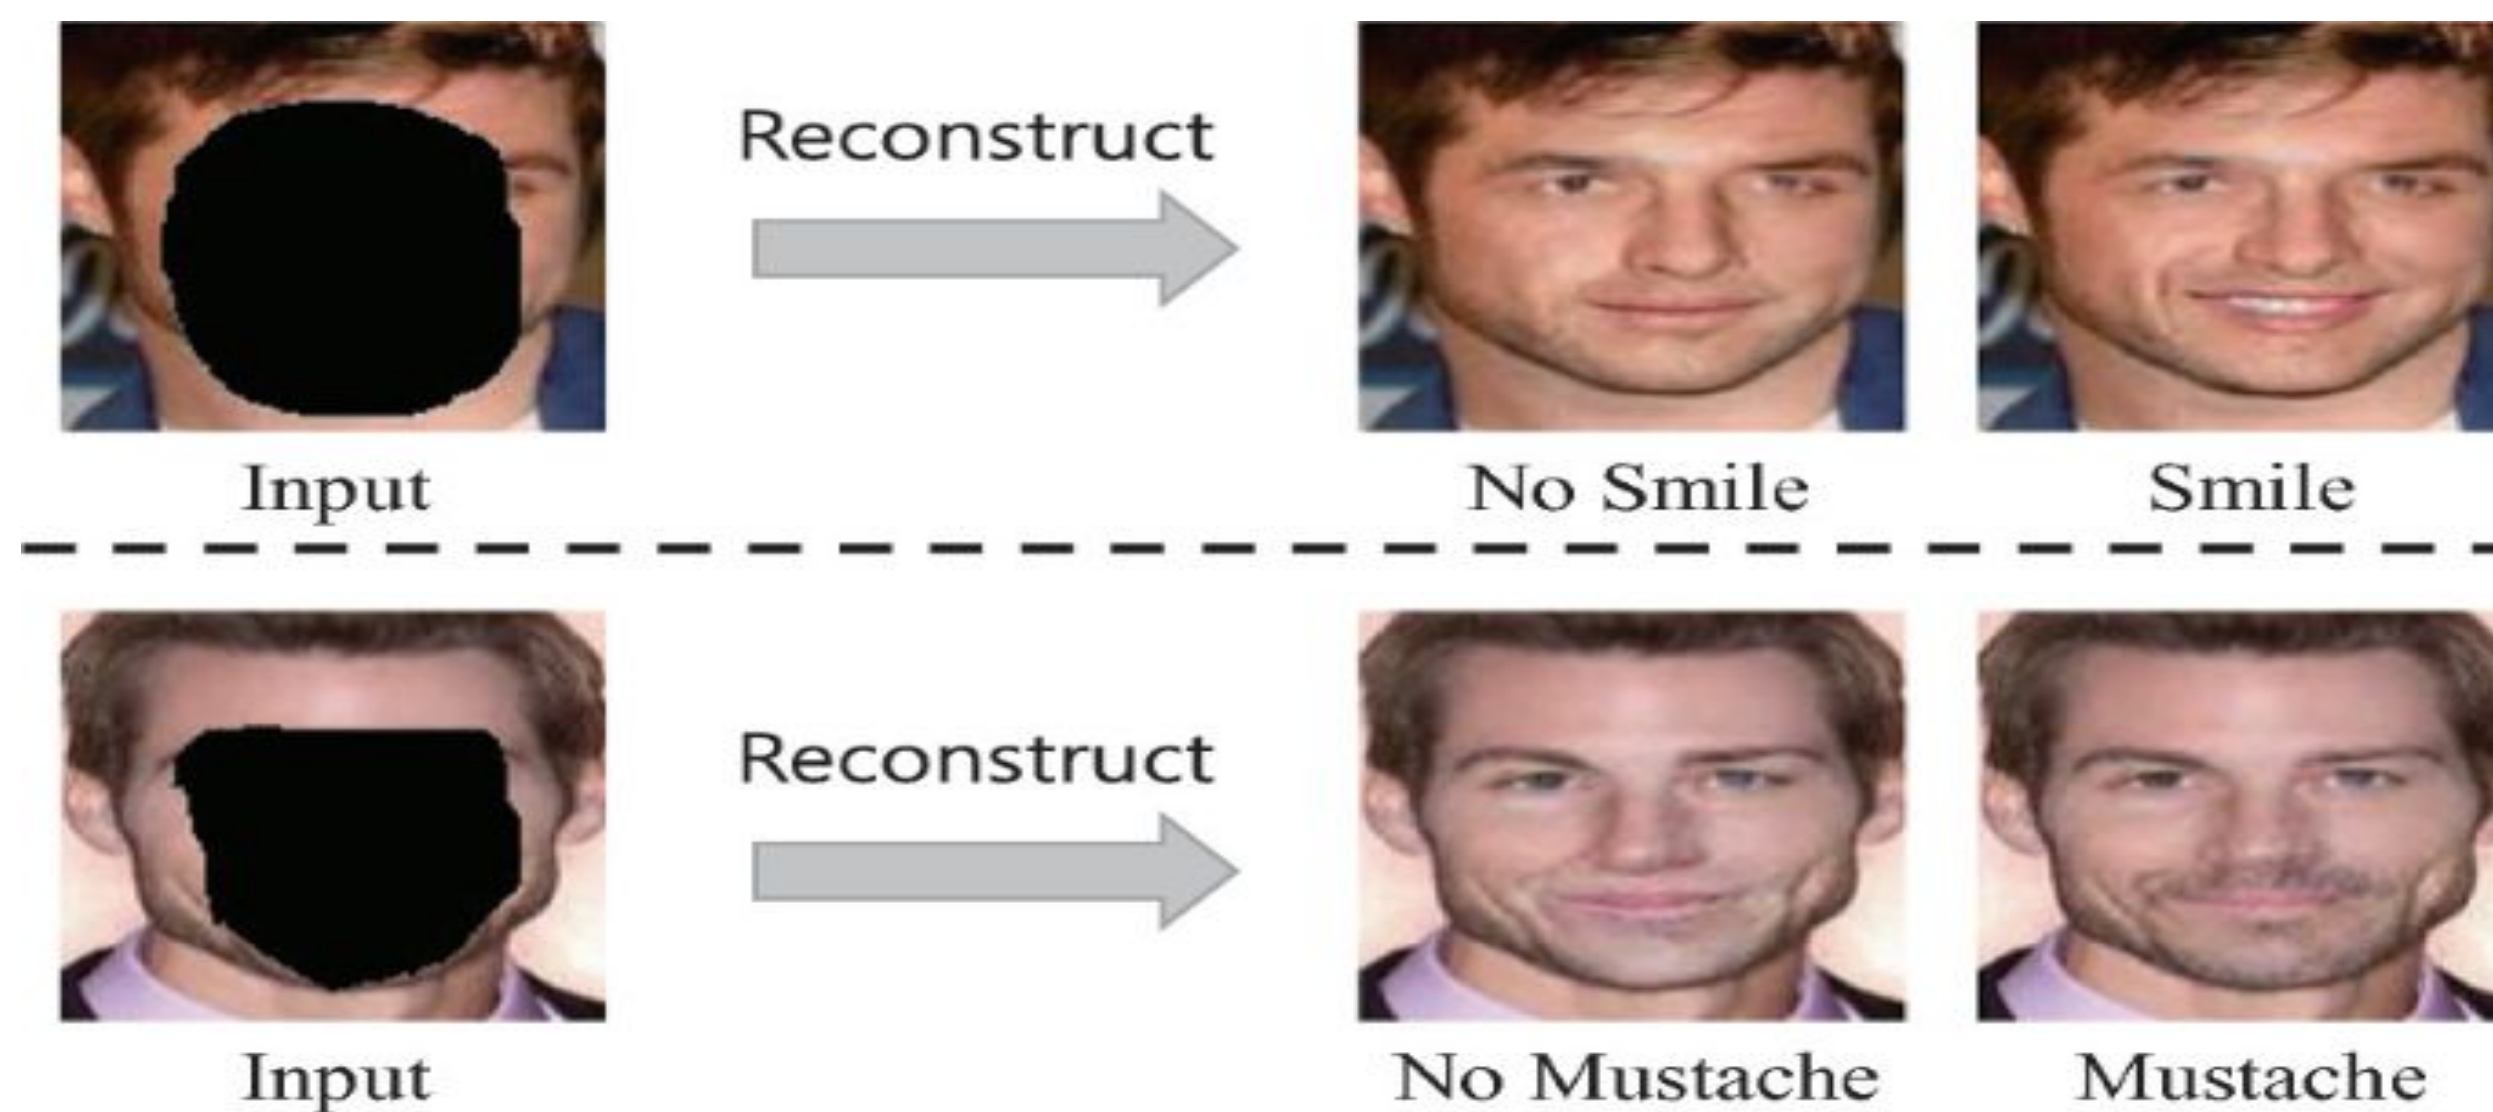 Reconstruct
Input
No Smile
Smile
Reconstruct
Input
No Mustache
Mustache